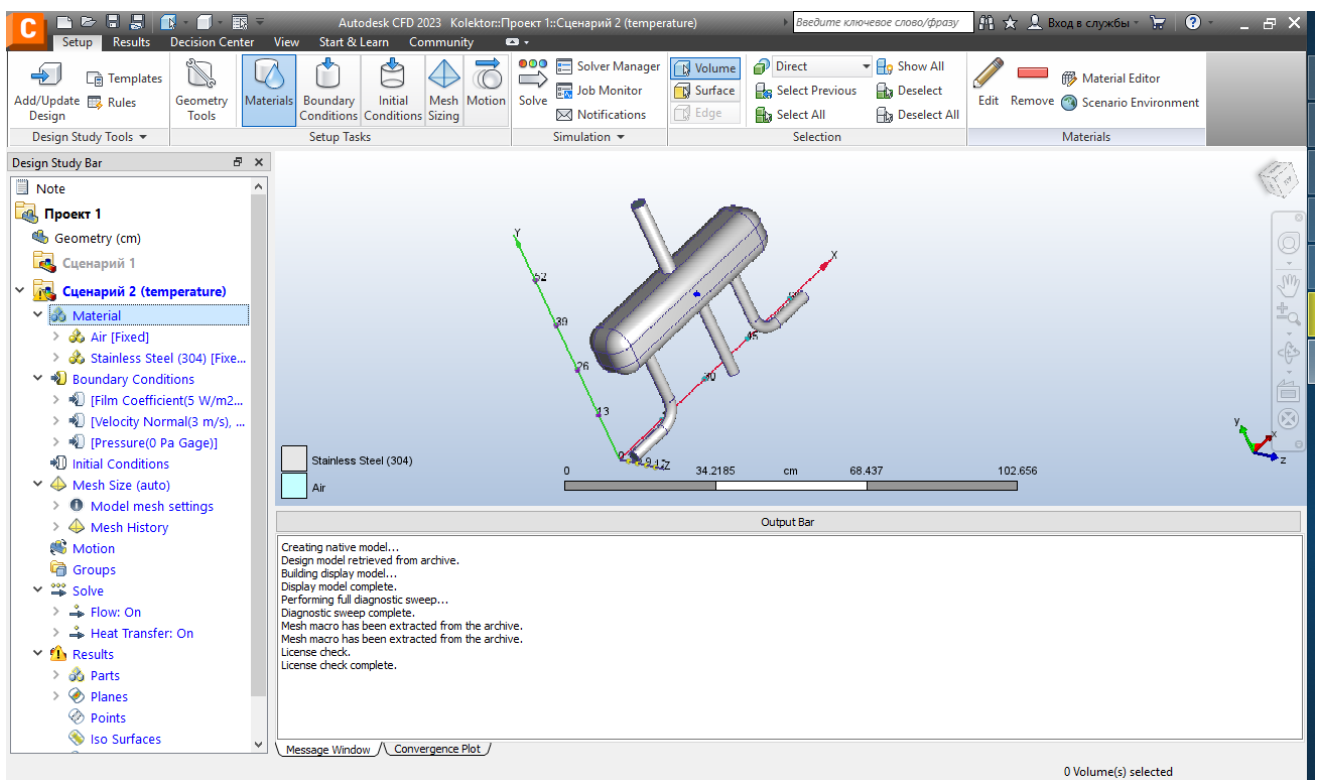 Autodesk CFD 2023 Kolektor::Проект 1::Сценарий 2 (temperature)
Введите ключевое слово/фразу
Вход в службы
Setup Results Decision Center View Start & Learn Community
Add/Update Design
Templates
Rules
Geometry Tools
Materials
Boundary Conditions
Initial Conditions
Mesh Sizing
Motion
Solve
Solver Manager
Job Monitor
Notifications
Volume
Surface
Edge
Direct
Select Previous
Select All
Show All
Deselect
Deselect All
Edit
Remove
Material Editor
Scenario Environment
Design Study Tools
Setup Tasks
Simulation
Selection
Materials
Design Study Bar
Note
Проект 1
Geometry (cm)
Сценарий 1
Сценарий 2 (temperature)
Material
Air [Fixed]
Stainless Steel (304) [Fixe...
Boundary Conditions
[Film Coefficient(5 W/m2...
[Velocity Normal(3 m/s), ...
[Pressure(0 Pa Gage)]
Initial Conditions
Mesh Size (auto)
Model mesh settings
Mesh History
Motion
Groups
Solve
Flow: On
Heat Transfer: On
Results
Parts
Planes
Points
Iso Surfaces
Y
52
39
26
13
X
45
30
Z
Stainless Steel (304)
Air
0 34.2185 cm 68.437 102.656
Y
X
Z
Output Bar
Creating native model...
Design model retrieved from archive.
Building display model...
Display model complete.
Performing full diagnostic sweep...
Diagnostic sweep complete.
Mesh macro has been extracted from the archive.
Mesh macro has been extracted from the archive.
License check.
License check complete.
Message Window
Convergence Plot
0 Volume(s) selected